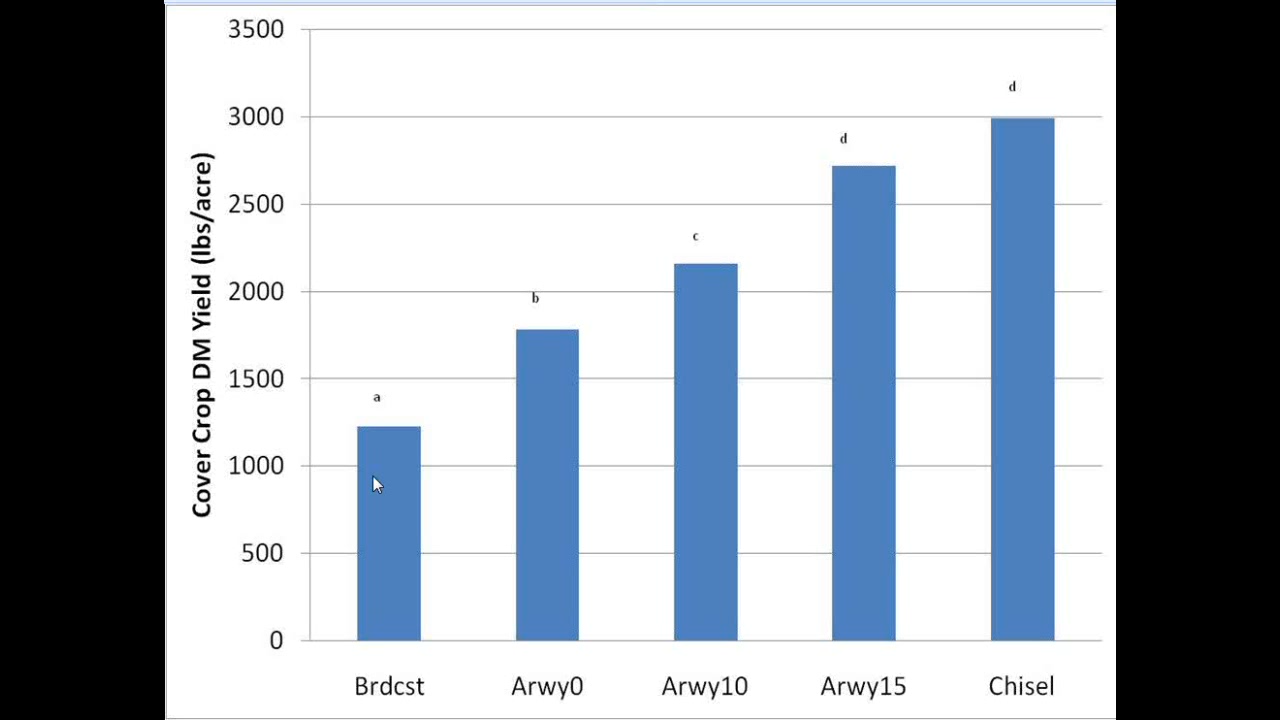 3500
3000
2500
2000
1500
1000
500
0
Cover Crop DM Yield (lbs/acre)
a
b
c
d
d
Brdcst Arwy0 Arwy10 Arwy15 Chisel